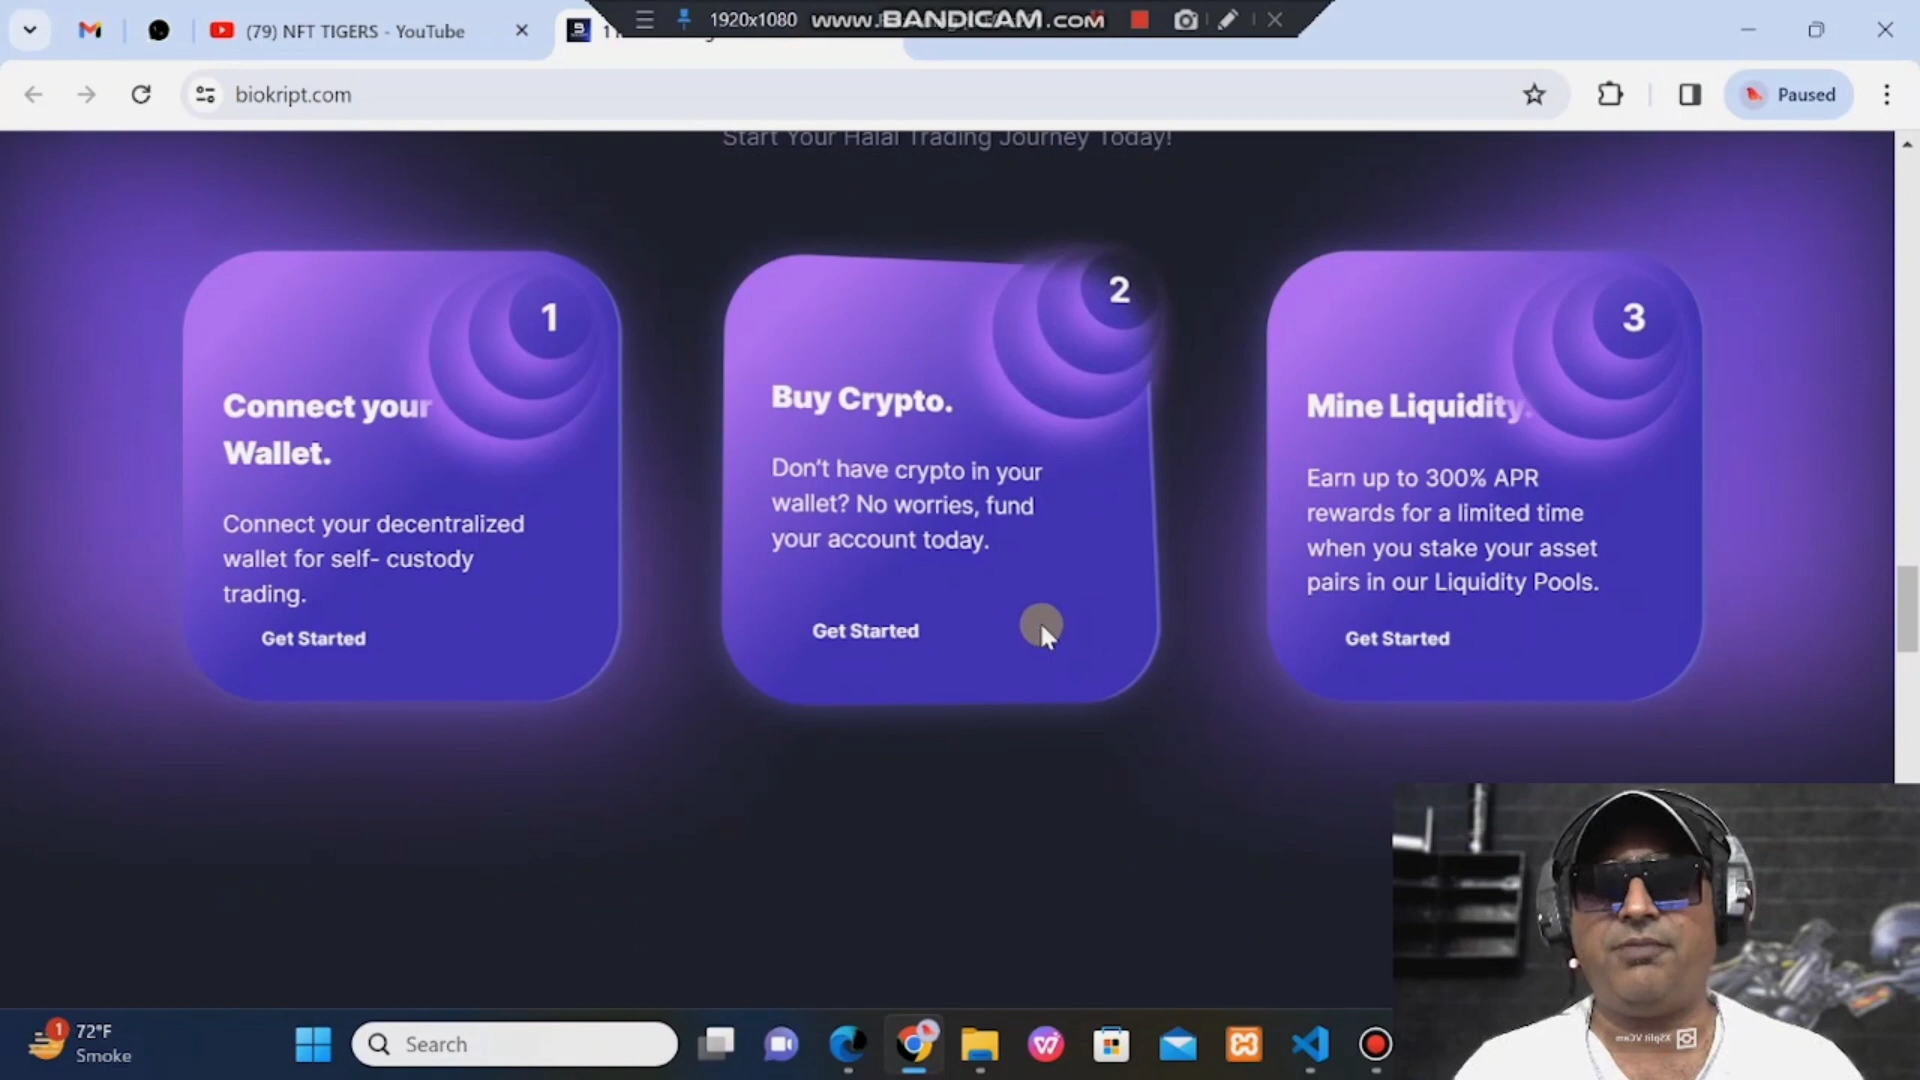 1920x1080
www.BANDICAM.COM
(79) NFT TIGERS - YouTube
biokript.com
Paused
Start Your Halal Trading Journey Today!
1
Connect your
Wallet.
Connect your decentralized
wallet for self- custody
trading.
Get Started
2
Buy Crypto.
Don't have crypto in your
wallet? No worries, fund
your account today.
Get Started
3
Mine Liquidity.
Earn up to 300% APR
rewards for a limited time
when you stake your asset
pairs in our Liquidity Pools.
Get Started
XSplit VCam
1
72°F
Smoke
Search